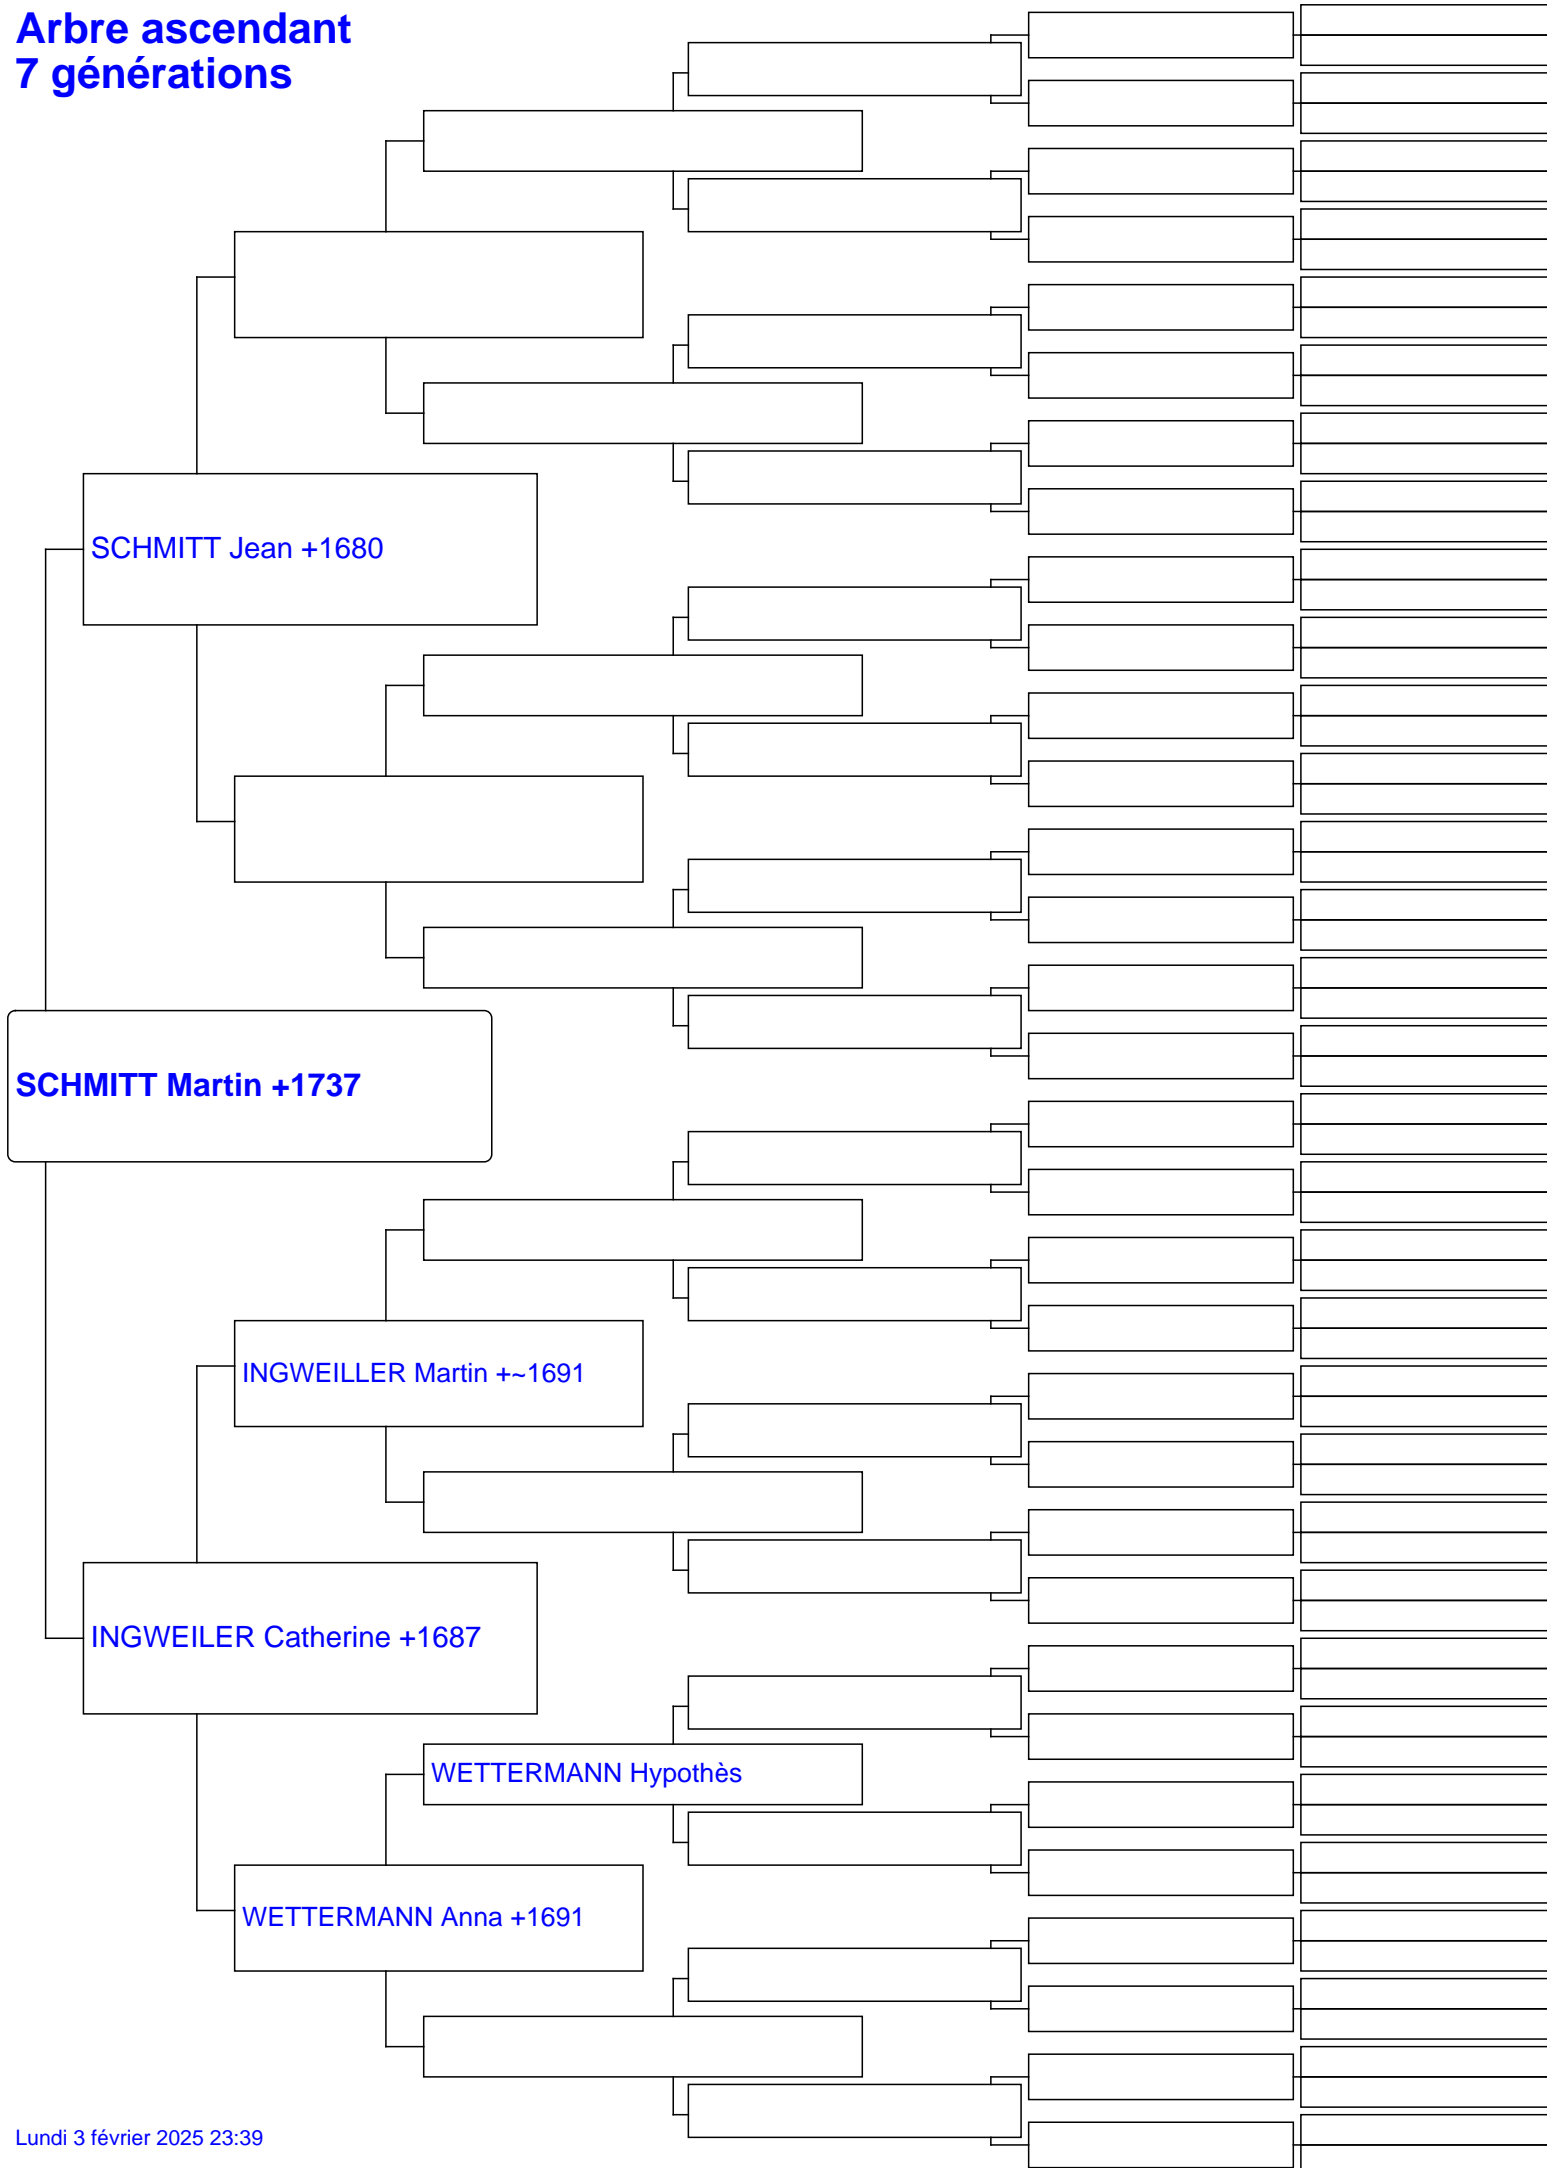 Arbre ascendant
7 générations
SCHMITT Jean +1680
SCHMITT Martin +1737
INGWEILLER Martin +~1691
INGWEILER Catherine +1687
WETTERMANN Hypothès
WETTERMANN Anna +1691
Lundi 3 février 2025 23:39